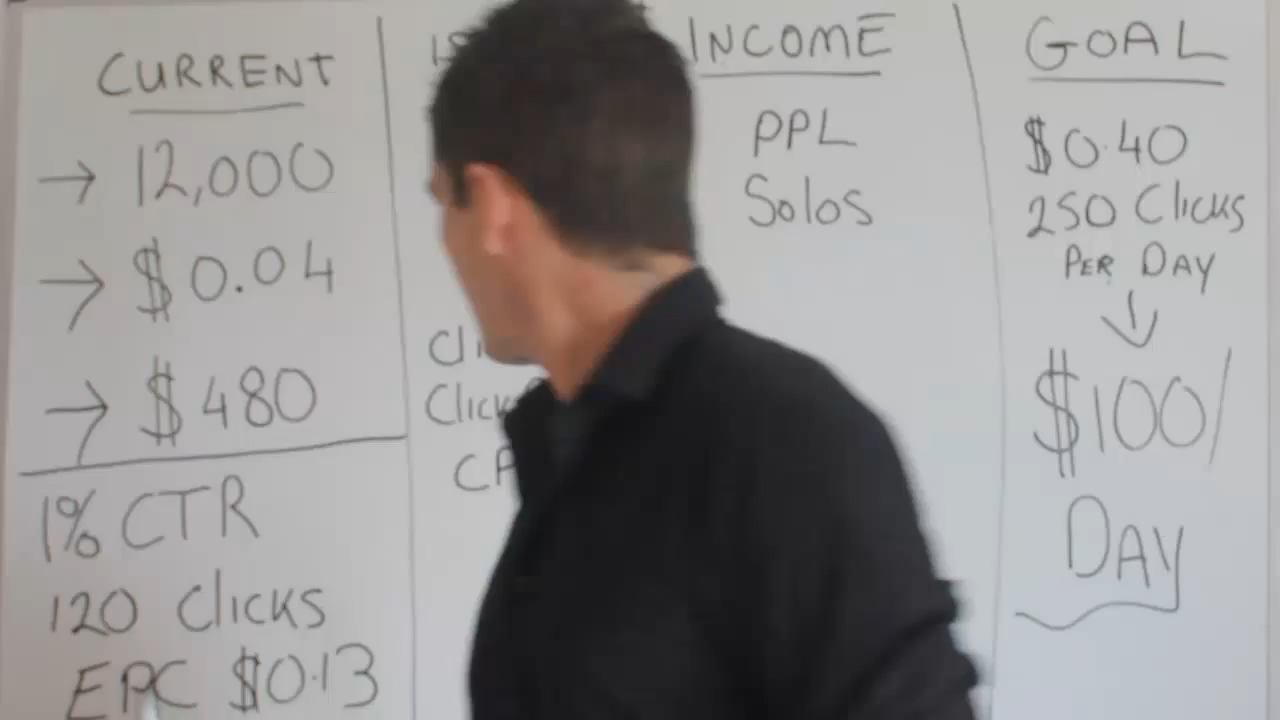 CURRENT
→ 12,000
→ $0.04
→ $480
1% CTR
120 Clicks
EPC $0.13
INCOME
PPL
Solos
GOAL
$0.40
250 Clicks
PER DAY
↓
$100/
DAY